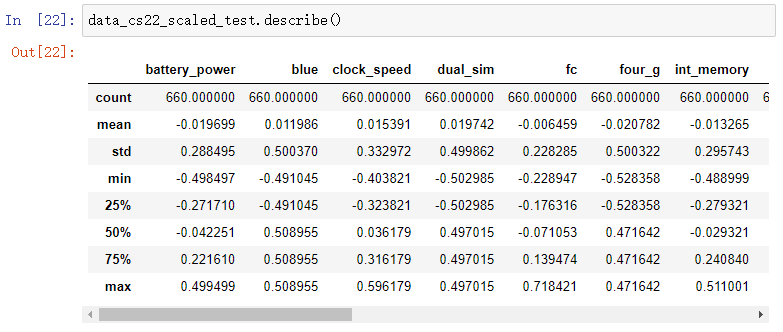 In [22]: data_cs22_scaled_test.describe()
Out[22]:
battery_power blue clock_speed dual_sim fc four_g int_memory
count 660.000000 660.000000 660.000000 660.000000 660.000000 660.000000 660.000000 6
mean -0.019699 0.011986 0.015391 0.019742 -0.006459 -0.020782 -0.013265
std 0.288495 0.500370 0.332972 0.499862 0.228285 0.500322 0.295743
min -0.498497 -0.491045 -0.403821 -0.502985 -0.228947 -0.528358 -0.488999
25% -0.271710 -0.491045 -0.323821 -0.502985 -0.176316 -0.528358 -0.279321
50% -0.042251 0.508955 0.036179 0.497015 -0.071053 0.471642 -0.029321
75% 0.221610 0.508955 0.316179 0.497015 0.139474 0.471642 0.240840
max 0.499499 0.508955 0.596179 0.497015 0.718421 0.471642 0.511001